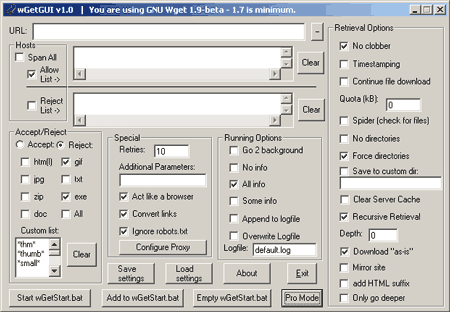 wGetGUI v1.0 | You are using GNU Wget 1.9-beta - 1.7 is minimum.
URL:
-
Hosts
Span All
Allow
List ->
Clear
Reject
List ->
Clear
Accept/Reject
Accept: Reject:
htm(l) gif
jpg txt
zip exe
doc All
Custom list:
*thm*
*thumb*
*small*
Clear
Special
Retries: 10
Additional Parameters:
Act like a browser
Convert links
Ignore robots.txt
Configure Proxy
Running Options
Go 2 background
No info
All info
Some info
Append to logfile
Overwrite Logfile
Logfile: default.log
Save settings
Load settings
About
Exit
Start wGetStart.bat
Add to wGetStart.bat
Empty wGetStart.bat
Pro Mode
Retrieval Options
No clobber
Timestamping
Continue file download
Quota (kB): 0
Spider (check for files)
No directories
Force directories
Save to custom dir:
Clear Server Cache
Recursive Retrieval
Depth: 0
Download "as-is"
Mirror site
add HTML suffix
Only go deeper